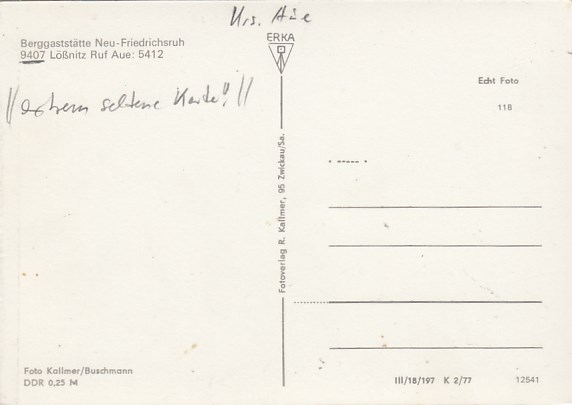 Krs. Aue
ERKA
Berggaststätte Neu-Friedrichsruh
9407 Lößnitz Ruf Aue: 5412
Echt Foto
118
//extrem seltene Karte!//
Fotoverlag R. Kallmer, 95 Zwickau/Sa.
Foto Kallmer/Buschmann
DDR 0,25 M
III/18/197 K 2/77
12541